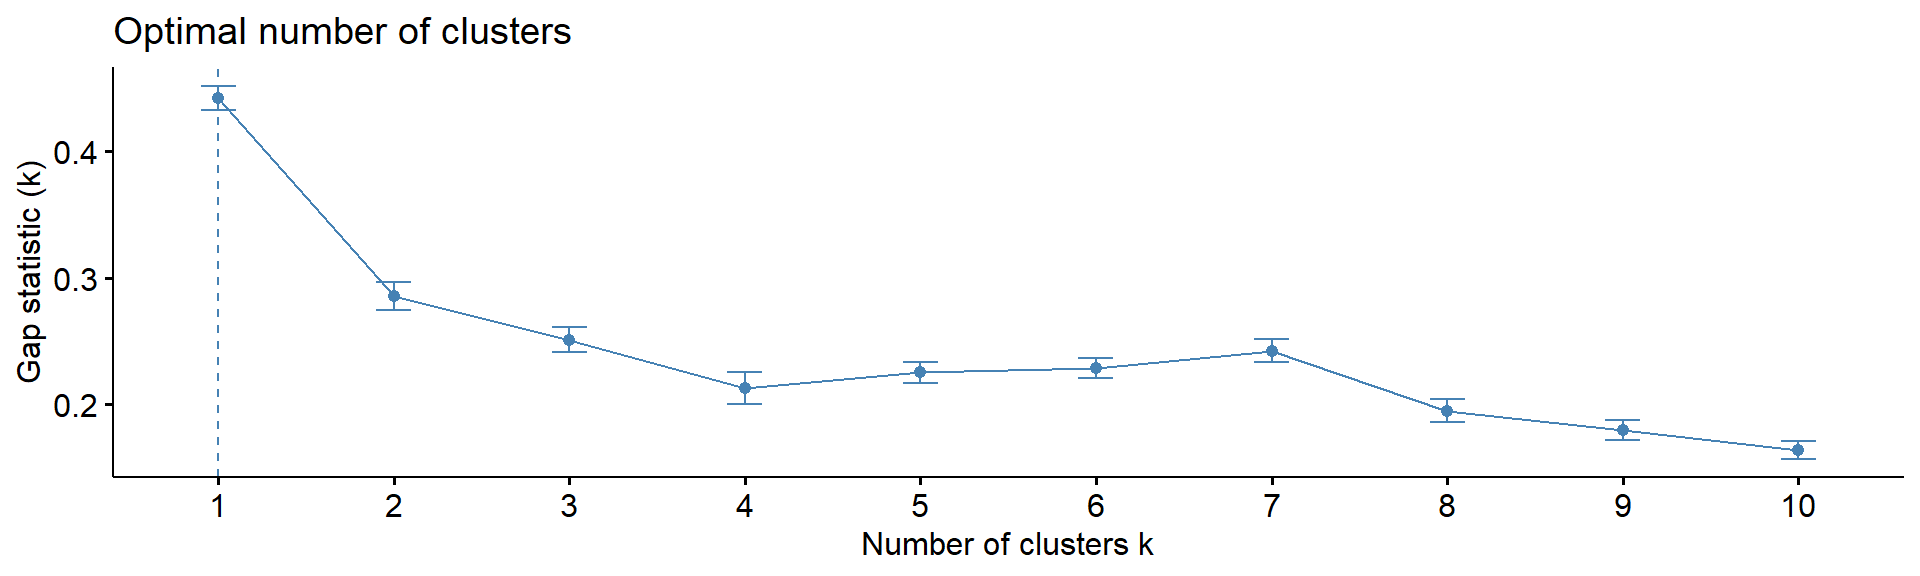 Optimal number of clusters
Gap statistic (k)
0.4
0.3
0.2
1 2 3 4 5 6 7 8 9 10
Number of clusters k